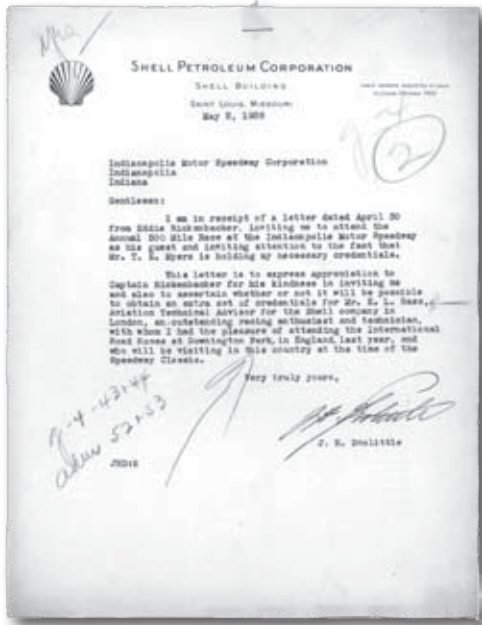 SHELL PETROLEUM CORPORATION
SHELL BUILDING
SAINT LOUIS, MISSOURI
May 5, 1938
2
Indianapolis Motor Speedway Corporation
Indianapolis
Indiana
Gentlemen:
I am in receipt of a letter dated April 30
from Eddie Rickenbacker, inviting me to attend the
Annual 500 Mile Race at the Indianapolis Motor Speedway
as his guest and inviting attention to the fact that
Mr. T. E. Myers is holding my necessary credentials.
This letter is to express appreciation to
Captain Rickenbacker for his kindness in inviting me
and also to ascertain whether or not it will be possible
to obtain an extra set of credentials for Mr. E. L. Bass,
Aviation Technical Advisor for the Shell company in
London, an outstanding racing enthusiast and technician,
with whom I had the pleasure of attending the International
Road Races at Downington Park, in England, last year, and
who will be visiting in this country at the time of the
Speedway Classic.
Very truly yours,
J. H. Doolittle
52+53